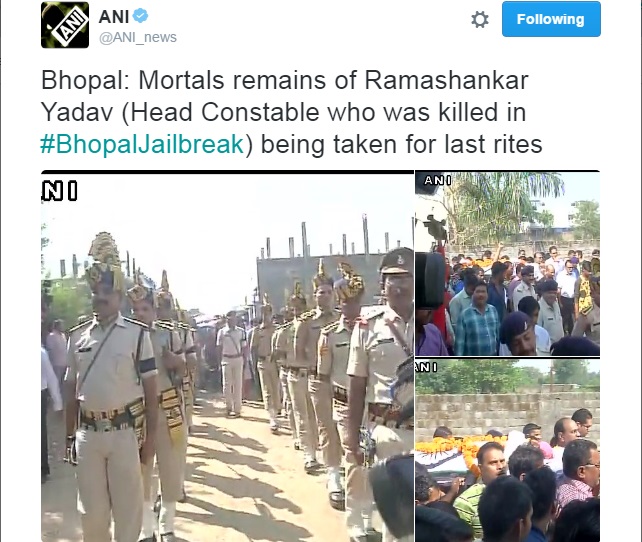 ANI
@ANI_news
Following
Bhopal: Mortals remains of Ramashankar
Yadav (Head Constable who was killed in
#BhopalJailbreak) being taken for last rites
NI
ANI
ANI
ANI